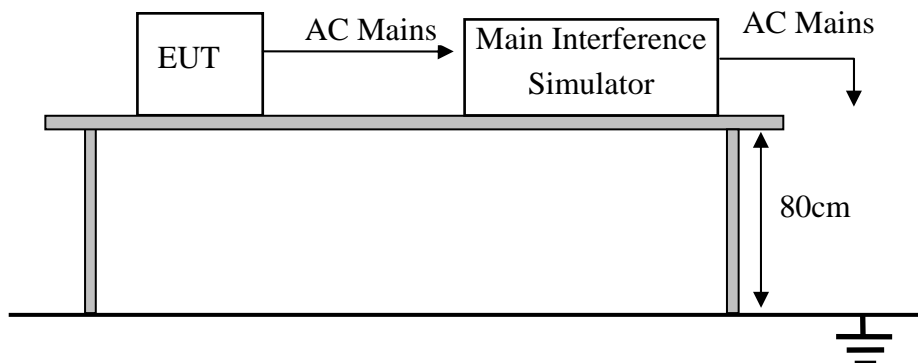 EUT
AC Mains
Main Interference
Simulator
AC Mains
80cm